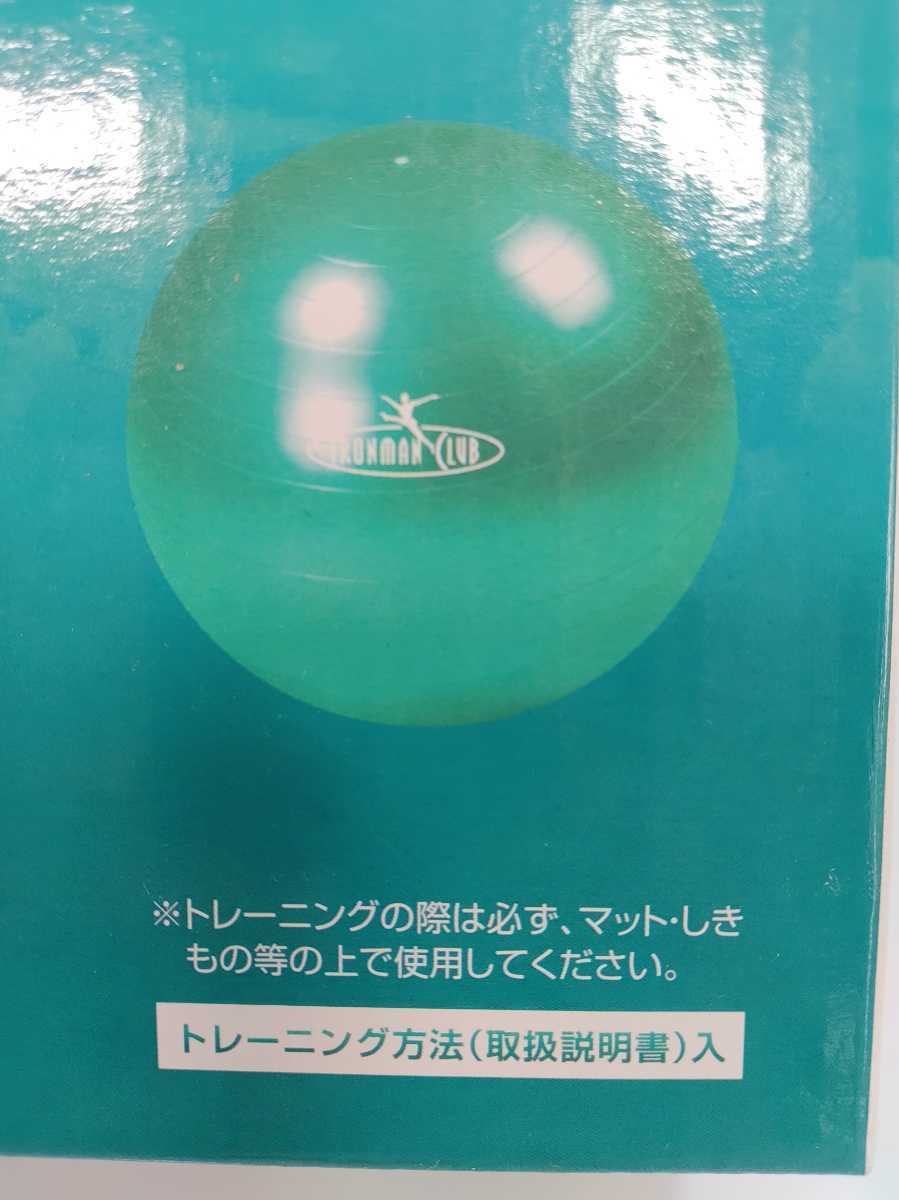 IRONMAN CLUB
※トレーニングの際は必ず、マット・しき
もの等の上で使用してください。
トレーニング方法(取扱説明書)入